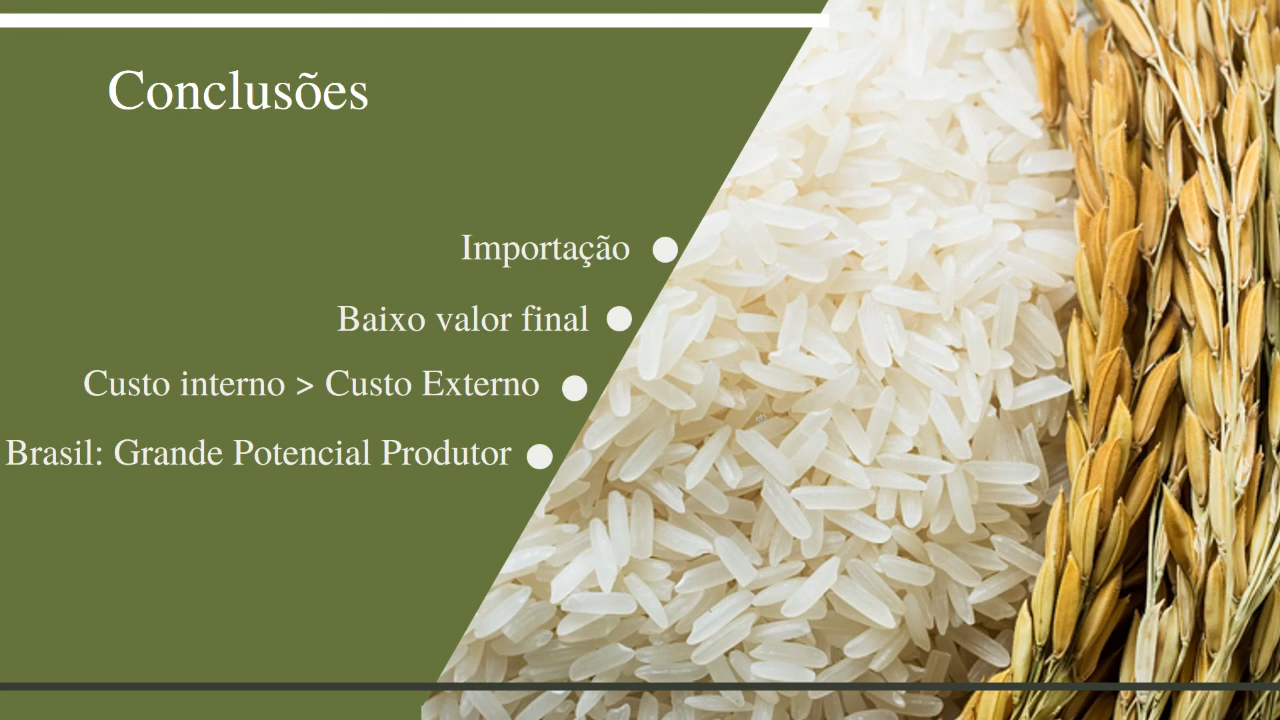 Conclusões
Importação
Baixo valor final
Custo interno > Custo Externo
Brasil: Grande Potencial Produtor